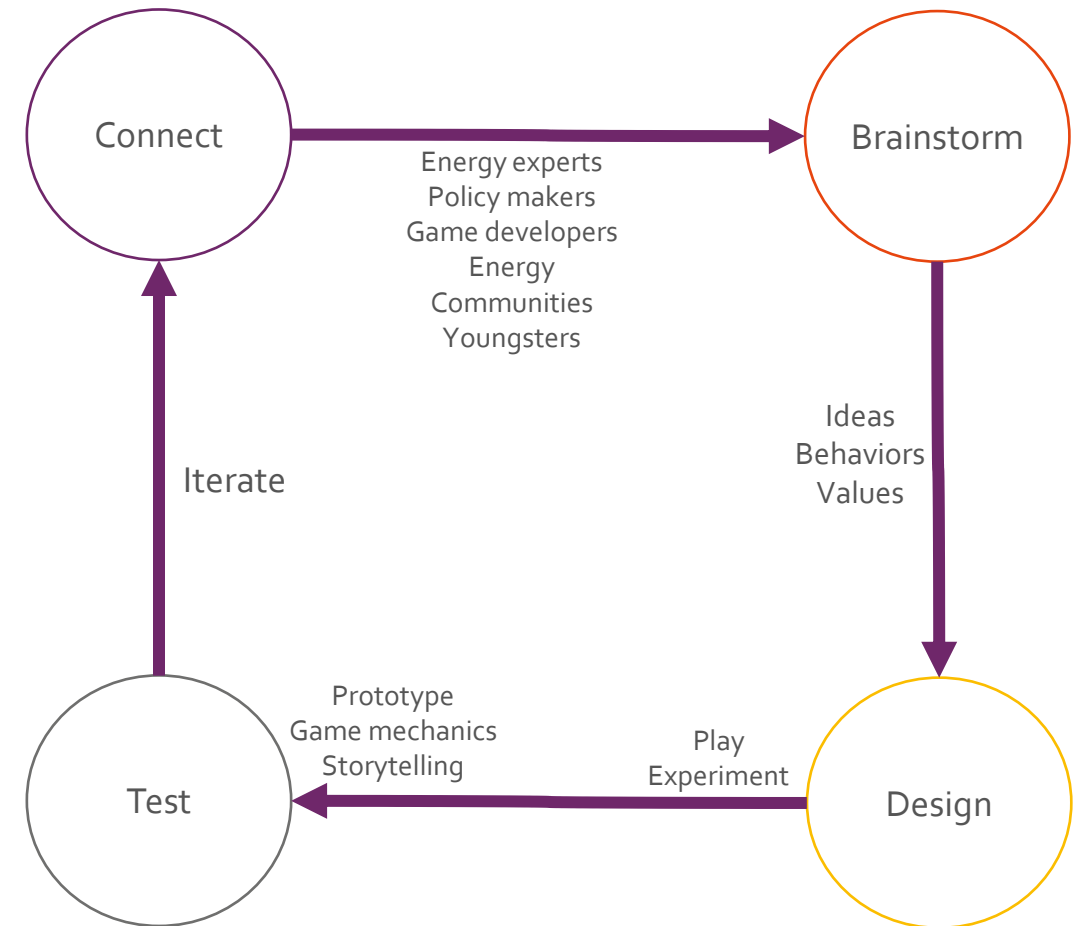 Connect
Brainstorm
Energy experts
Policy makers
Game developers
Energy
Communities
Youngsters
Ideas
Behaviors
Values
Iterate
Prototype
Game mechanics
Storytelling
Play
Experiment
Test
Design